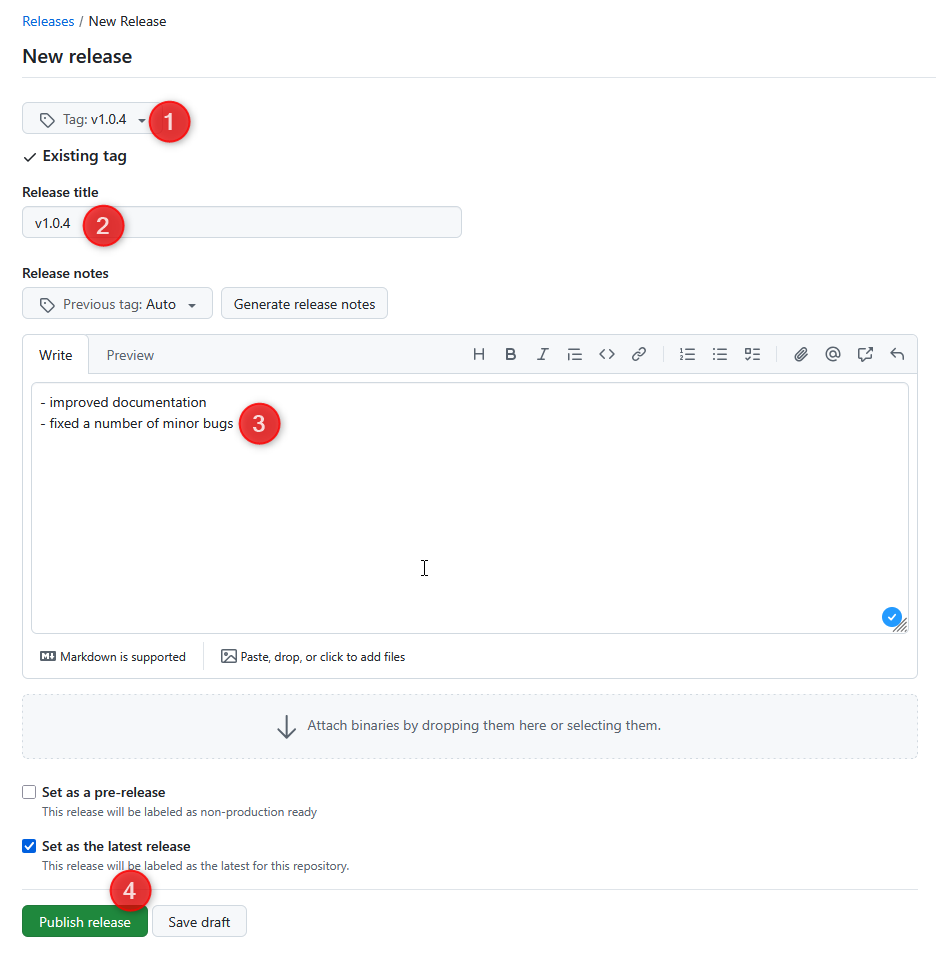 Releases / New Release
New release
Tag: v1.0.4
1
Existing tag
Release title
v1.0.4
2
Release notes
Previous tag: Auto
Generate release notes
Write
Preview
H B I
- improved documentation
- fixed a number of minor bugs
3
Markdown is supported
Paste, drop, or click to add files
Attach binaries by dropping them here or selecting them.
Set as a pre-release
This release will be labeled as non-production ready
Set as the latest release
This release will be labeled as the latest for this repository.
4
Publish release
Save draft